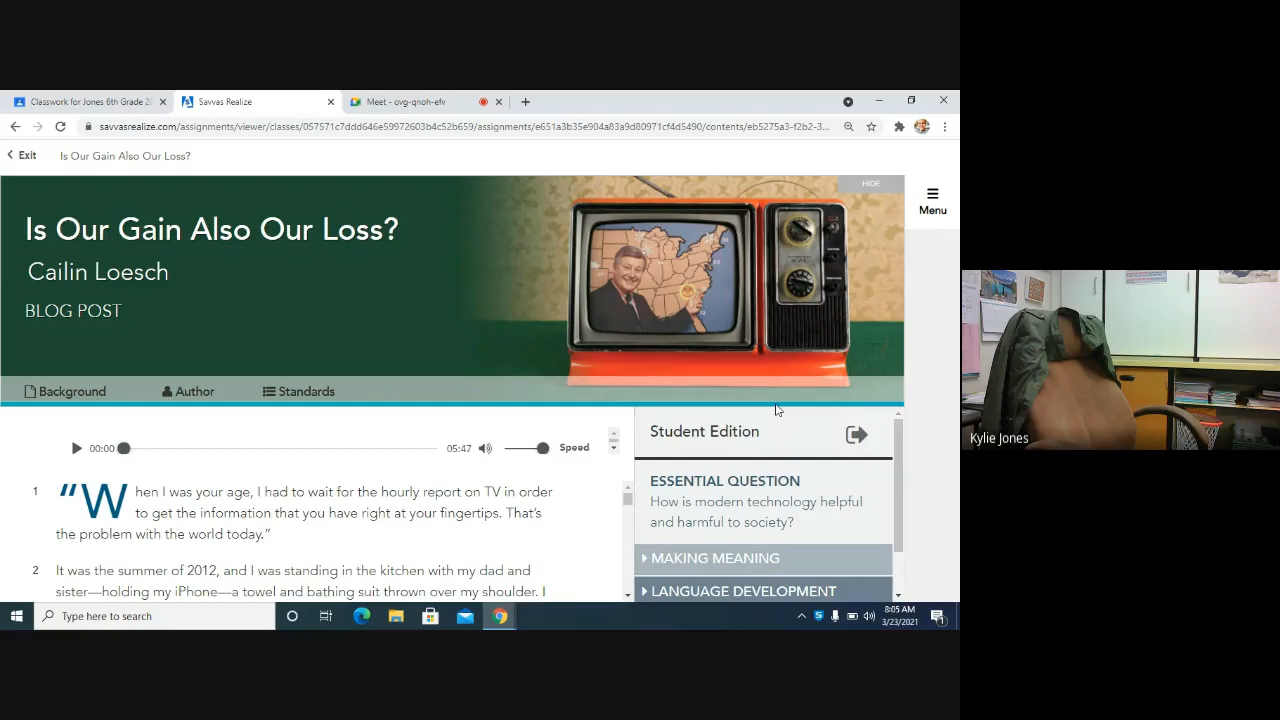 Classwork for Jones 6th Grade 2
Savvas Realize
Meet - ovg-qnoh-efv
savvasrealize.com/assignments/viewer/classes/057571c7ddd646e59972603b4c52b659/assignments/e651a3b35e904a83a9d80971cf4d5490/contents/eb5275a3-f2b2-3...
Exit
Is Our Gain Also Our Loss?
HIDE
Menu
Is Our Gain Also Our Loss?
Cailin Loesch
BLOG POST
Background
Author
Standards
Student Edition
00:00
05:47
Speed
ESSENTIAL QUESTION
How is modern technology helpful
and harmful to society?
MAKING MEANING
LANGUAGE DEVELOPMENT
1
“When I was your age, I had to wait for the hourly report on TV in order
to get the information that you have right at your fingertips. That’s
the problem with the world today.”
2
It was the summer of 2012, and I was standing in the kitchen with my dad and
sister—holding my iPhone—a towel and bathing suit thrown over my shoulder. I
Type here to search
8:05 AM
3/23/2021
1
Kylie Jones